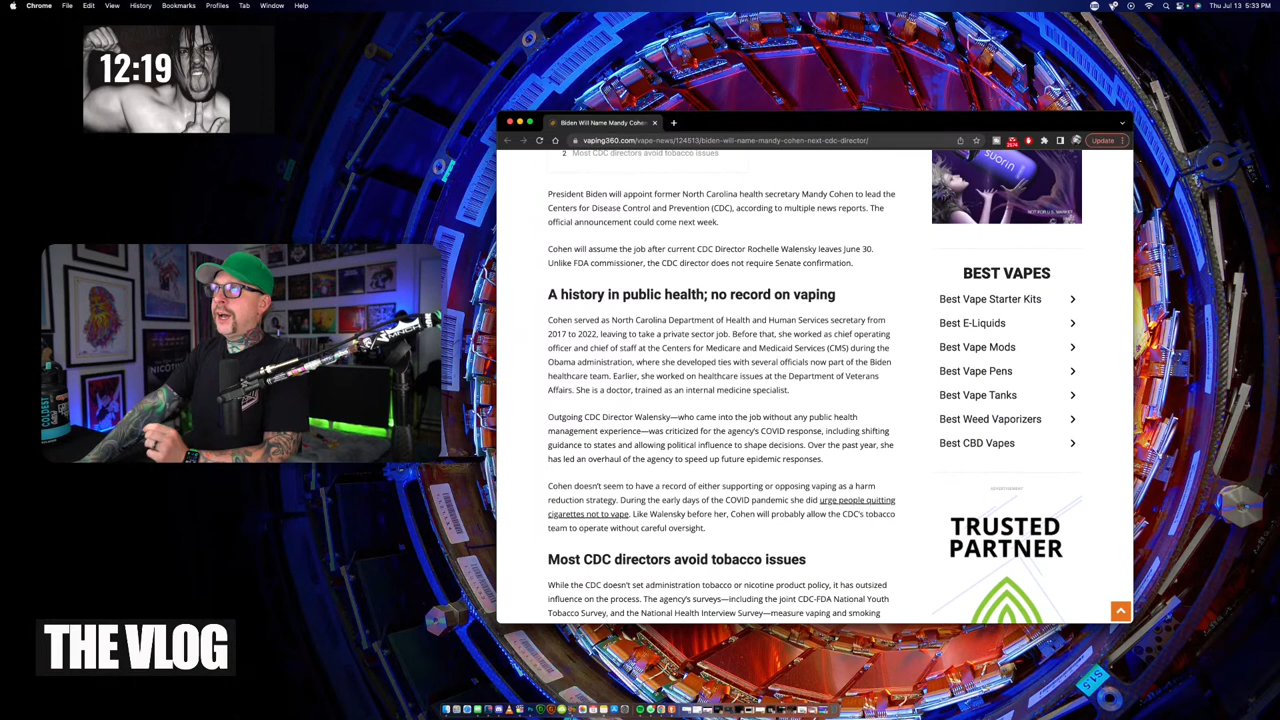 Chrome File Edit View History Bookmarks Profiles Tab Window Help
Thu Jul 13 5:33 PM
12:19
Biden Will Name Mandy Cohen
vaping360.com/vape-news/124513/biden-will-name-mandy-cohen-next-cdc-director/
2574
Update
2 Most CDC directors avoid tobacco issues
President Biden will appoint former North Carolina health secretary Mandy Cohen to lead the
Centers for Disease Control and Prevention (CDC), according to multiple news reports. The
official announcement could come next week.
Cohen will assume the job after current CDC Director Rochelle Walensky leaves June 30.
Unlike FDA commissioner, the CDC director does not require Senate confirmation.
A history in public health; no record on vaping
Cohen served as North Carolina Department of Health and Human Services secretary from
2017 to 2022, leaving to take a private sector job. Before that, she worked as chief operating
officer and chief of staff at the Centers for Medicare and Medicaid Services (CMS) during the
Obama administration, where she developed ties with several officials now part of the Biden
healthcare team. Earlier, she worked on healthcare issues at the Department of Veterans
Affairs. She is a doctor, trained as an internal medicine specialist.
Outgoing CDC Director Walensky—who came into the job without any public health
management experience—was criticized for the agency's COVID response, including shifting
guidance to states and allowing political influence to shape decisions. Over the past year, she
has led an overhaul of the agency to speed up future epidemic responses.
Cohen doesn't seem to have a record of either supporting or opposing vaping as a harm
reduction strategy. During the early days of the COVID pandemic she did urge people quitting
cigarettes not to vape. Like Walensky before her, Cohen will probably allow the CDC's tobacco
team to operate without careful oversight.
Most CDC directors avoid tobacco issues
While the CDC doesn't set administration tobacco or nicotine product policy, it has outsized
influence on the process. The agency's surveys—including the joint CDC-FDA National Youth
Tobacco Survey, and the National Health Interview Survey—measure vaping and smoking
suorin
NOT FOR U.S. MARKET
BEST VAPES
Best Vape Starter Kits
Best E-Liquids
Best Vape Mods
Best Vape Pens
Best Vape Tanks
Best Weed Vaporizers
Best CBD Vapes
ADVERTISEMENT
TRUSTED
PARTNER
COLDEST
NICOTINE
THE VLOG
S1.5